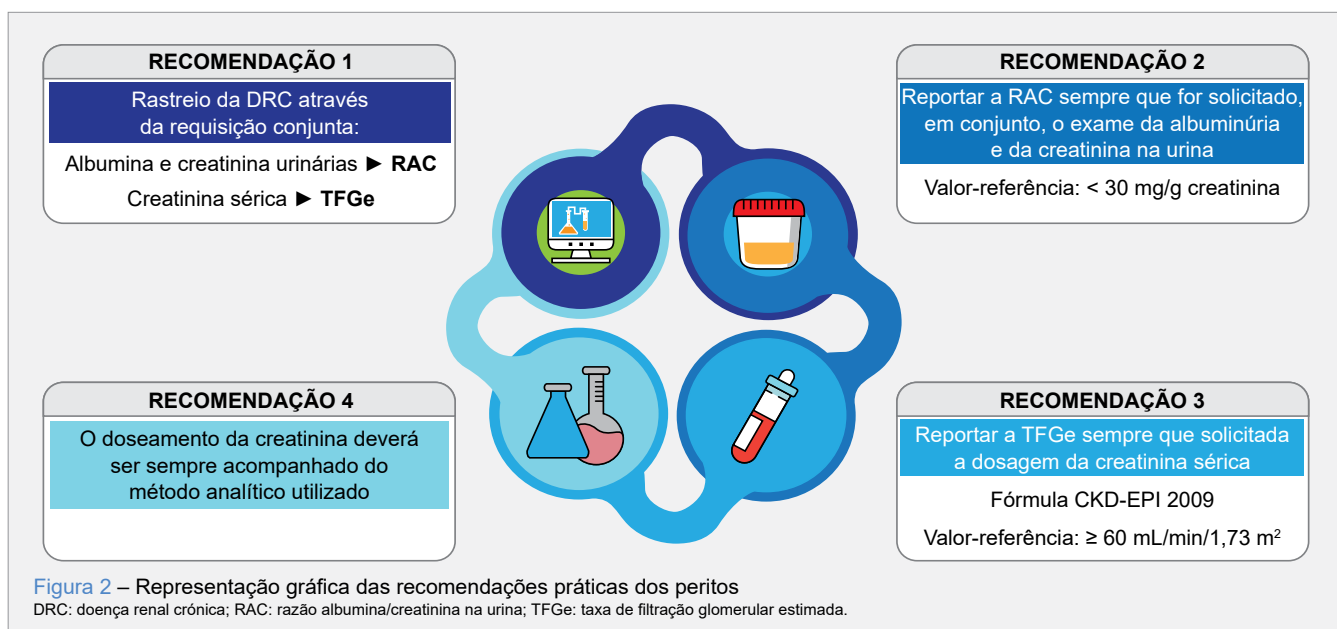 RECOMENDAÇÃO 1
Rastreio da DRC através
da requisição conjunta:
Albumina e creatinina urinárias ► RAC
Creatinina sérica ► TFGe
RECOMENDAÇÃO 2
Reportar a RAC sempre que for solicitado,
em conjunto, o exame da albuminúria
e da creatinina na urina
Valor-referência: < 30 mg/g creatinina
RECOMENDAÇÃO 4
O doseamento da creatinina deverá
ser sempre acompanhado do
método analítico utilizado
RECOMENDAÇÃO 3
Reportar a TFGe sempre que solicitada
a dosagem da creatinina sérica
Fórmula CKD-EPI 2009
Valor-referência: ≥ 60 mL/min/1,73 m²
Figura 2 – Representação gráfica das recomendações práticas dos peritos
DRC: doença renal crónica; RAC: razão albumina/creatinina na urina; TFGe: taxa de filtração glomerular estimada.